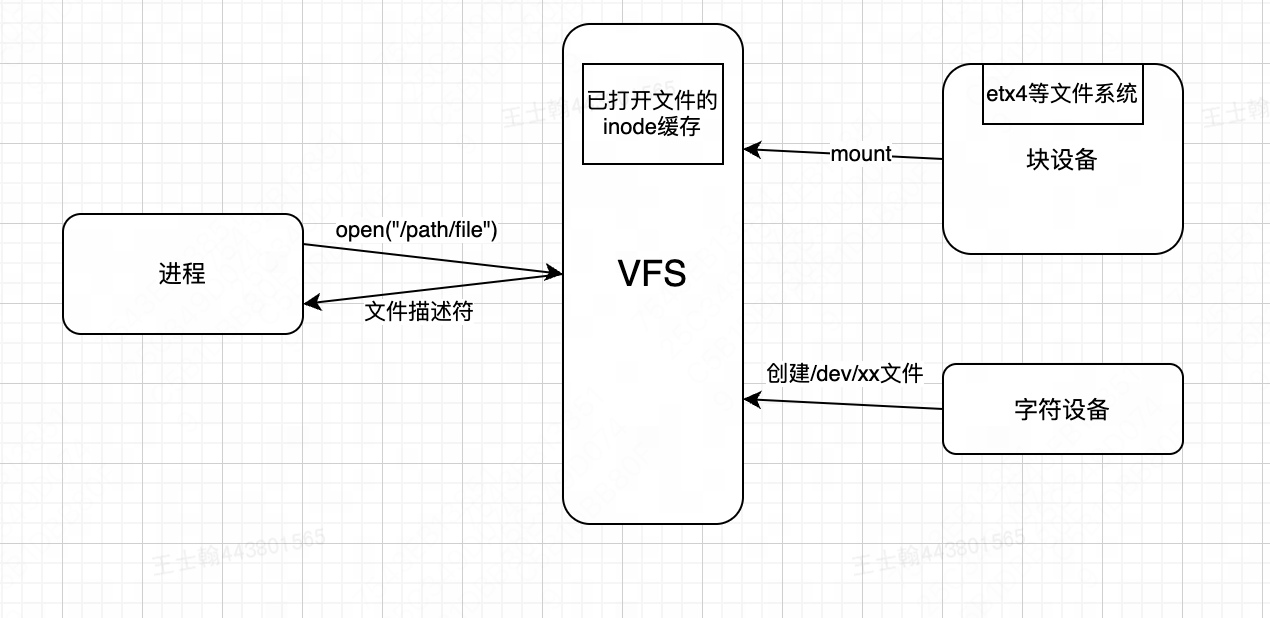 已打开文件的
inode缓存
etx4等文件系统
mount
块设备
open("/path/file")
进程
VFS
文件描述符
创建/dev/xx文件
字符设备
王士翰443801565
王士翰443801565